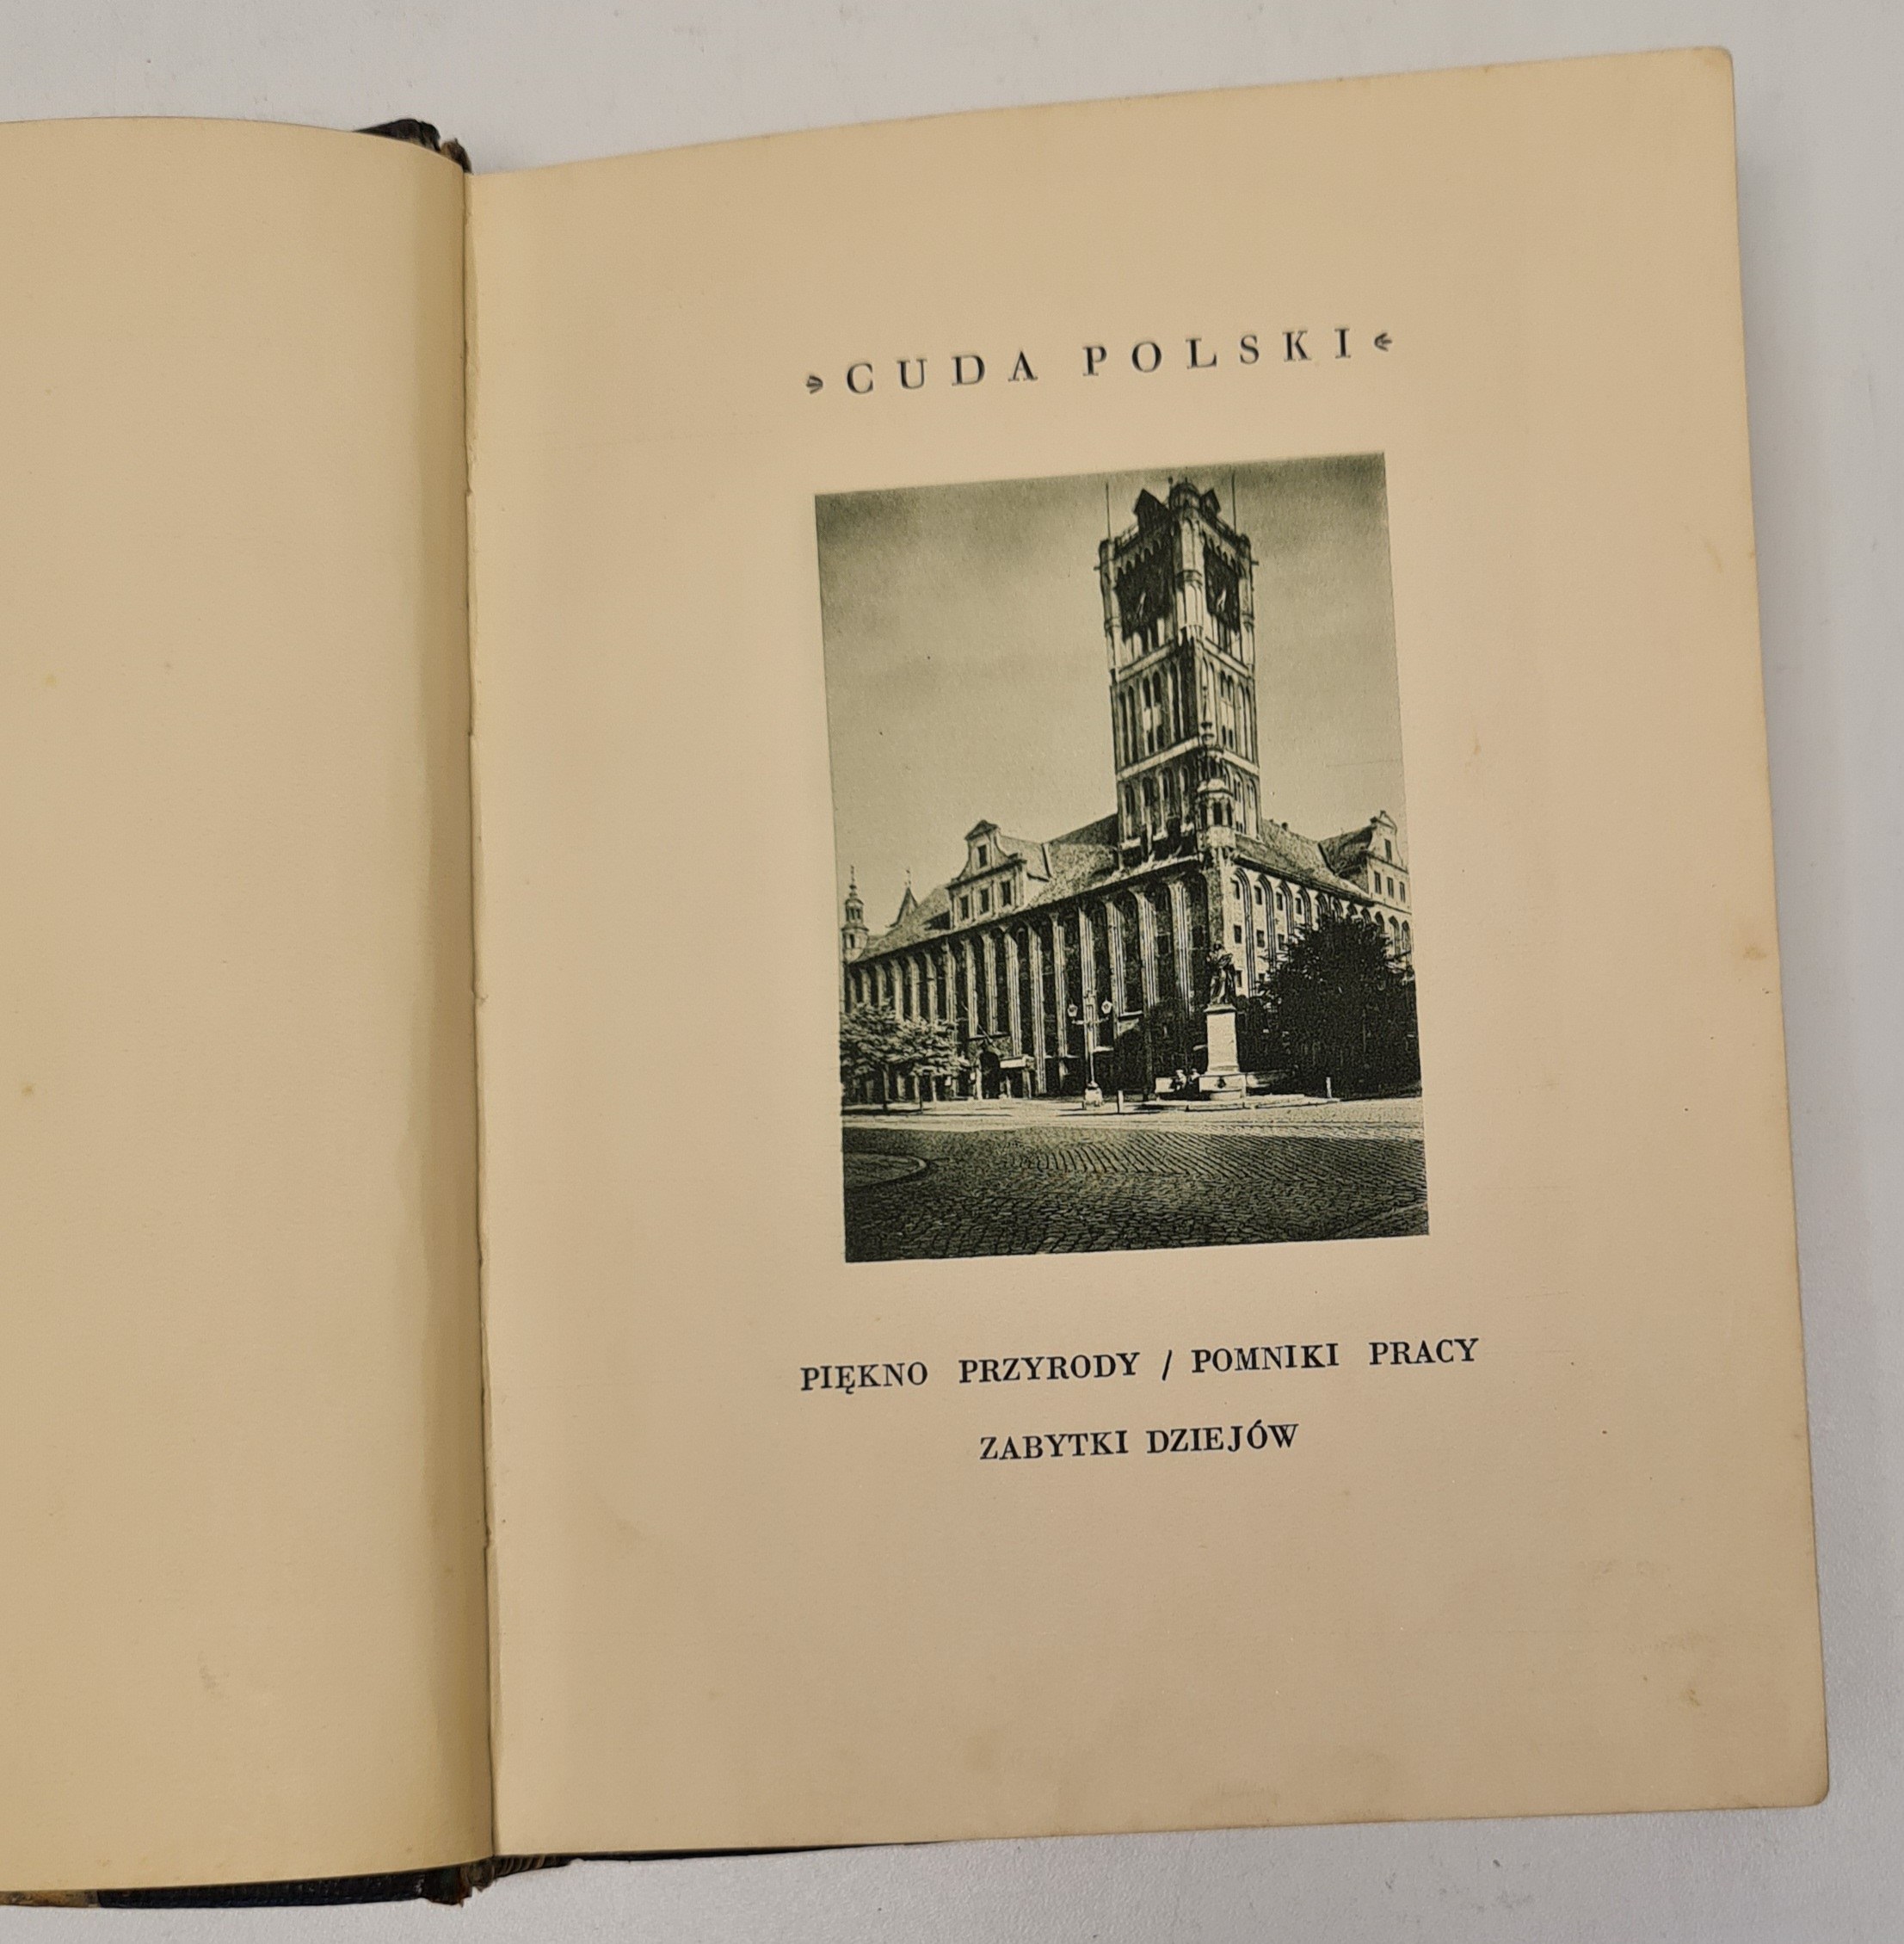 CUDA POLSKI
PIĘKNO PRZYRODY / POMNIKI PRACY
ZABYTKI DZIEJÓW